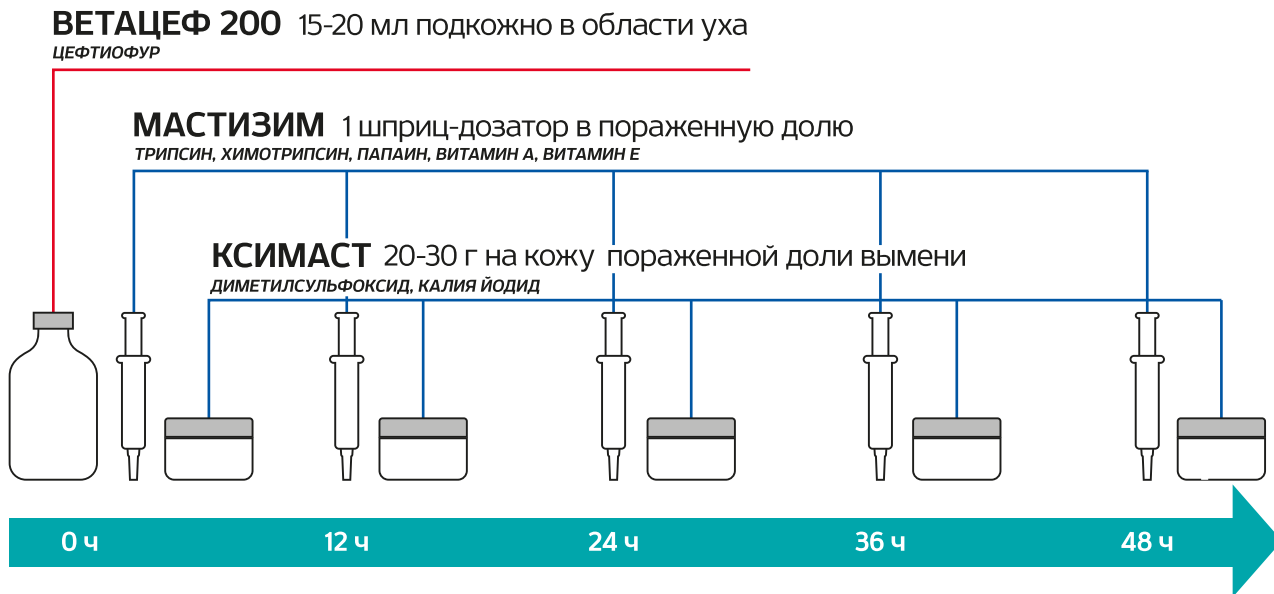 ВЕТАЦЕФ 200 15-20 мл подкожно в области уха
ЦЕФТИОФУР
МАСТИЗИМ 1 шприц-дозатор в пораженную долю
ТРИПСИН, ХИМОТРИПСИН, ПАПАИН, ВИТАМИН А, ВИТАМИН Е
КСИМАСТ 20-30 г на кожу пораженной доли вымени
ДИМЕТИЛСУЛЬФОКСИД, КАЛИЯ ЙОДИД
0 ч 12 ч 24 ч 36 ч 48 ч